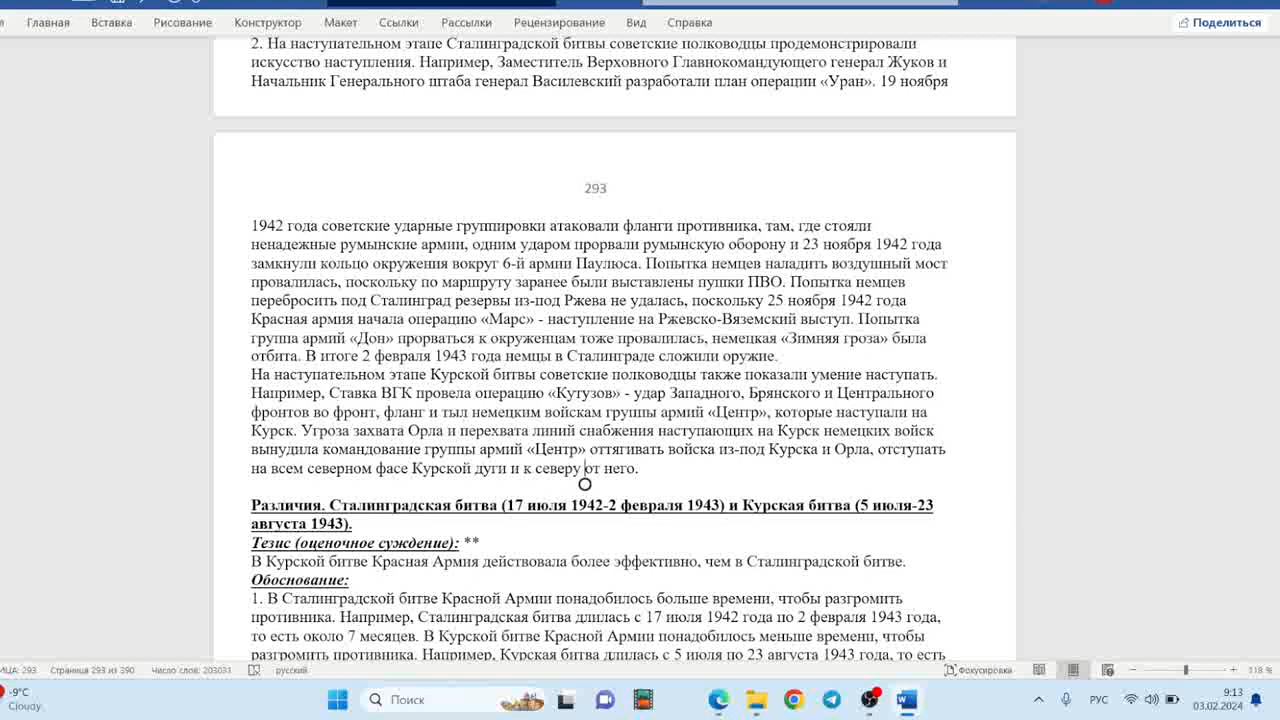 Главная Вставка Рисование Конструктор Макет Ссылки Рассылки Рецензирование Вид Справка Поделиться
2. На наступательном этапе Сталинградской битвы советские полководцы продемонстрировали
искусство наступления. Например, Заместитель Верховного Главнокомандующего генерал Жуков и
Начальник Генерального штаба генерал Василевский разработали план операции «Уран». 19 ноября
293
1942 года советские ударные группировки атаковали фланги противника, там, где стояли
ненадежные румынские армии, одним ударом прорвали румынскую оборону и 23 ноября 1942 года
замкнули кольцо окружения вокруг 6-й армии Паулюса. Попытка немцев наладить воздушный мост
провалилась, поскольку по маршруту заранее были выставлены пушки ПВО. Попытка немцев
перебросить под Сталинград резервы из-под Ржева не удалась, поскольку 25 ноября 1942 года
Красная армия начала операцию «Марс» - наступление на Ржевско-Вяземский выступ. Попытка
группа армий «Дон» прорваться к окруженцам тоже провалилась, немецкая «Зимняя гроза» была
отбита. В итоге 2 февраля 1943 года немцы в Сталинграде сложили оружие.
На наступательном этапе Курской битвы советские полководцы также показали умение наступать.
Например, Ставка ВГК провела операцию «Кутузов» - удар Западного, Брянского и Центрального
фронтов во фронт, фланг и тыл немецким войскам группы армий «Центр», которые наступали на
Курск. Угроза захвата Орла и перехвата линий снабжения наступающих на Курск немецких войск
вынудила командование группы армий «Центр» оттягивать войска из-под Курска и Орла, отступать
на всем северном фасе Курской дуги и к северу от него.
Различия. Сталинградская битва (17 июля 1942-2 февраля 1943) и Курская битва (5 июля-23
августа 1943).
Тезис (оценочное суждение): **
В Курской битве Красная Армия действовала более эффективно, чем в Сталинградской битве.
Обоснование:
1. В Сталинградской битве Красной Армии понадобилось больше времени, чтобы разгромить
противника. Например, Сталинградская битва длилась с 17 июля 1942 года по 2 февраля 1943 года,
то есть около 7 месяцев. В Курской битве Красной Армии понадобилось меньше времени, чтобы
разгромить противника. Например, Курская битва длилась с 5 июля по 23 августа 1943 года, то есть
ИЦА: 293 Страница 293 из 390 Число слов: 203031 русский Фокусировка 118 %
-9°C
Cloudy
Поиск
РУС
9:13
03.02.2024